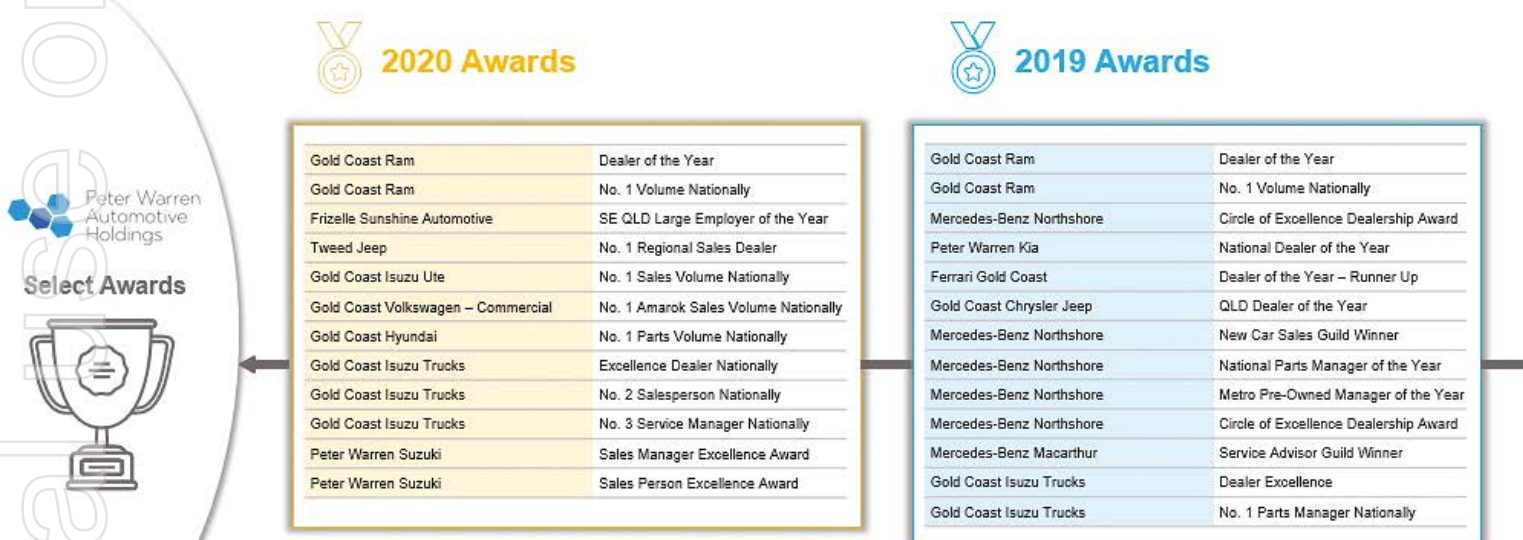 2020 Awards
Gold Coast Ram Dealer of the Year
Gold Coast Ram No. 1 Volume Nationally
Frizelle Sunshine Automotive SE QLD Large Employer of the Year
Tweed Jeep No. 1 Regional Sales Dealer
Gold Coast Isuzu Ute No. 1 Sales Volume Nationally
Gold Coast Volkswagen – Commercial No. 1 Amarok Sales Volume Nationally
Gold Coast Hyundai No. 1 Parts Volume Nationally
Gold Coast Isuzu Trucks Excellence Dealer Nationally
Gold Coast Isuzu Trucks No. 2 Salesperson Nationally
Gold Coast Isuzu Trucks No. 3 Service Manager Nationally
Peter Warren Suzuki Sales Manager Excellence Award
Peter Warren Suzuki Sales Person Excellence Award
2019 Awards
Gold Coast Ram Dealer of the Year
Gold Coast Ram No. 1 Volume Nationally
Mercedes-Benz Northshore Circle of Excellence Dealership Award
Peter Warren Kia National Dealer of the Year
Ferrari Gold Coast Dealer of the Year – Runner Up
Gold Coast Chrysler Jeep QLD Dealer of the Year
Mercedes-Benz Northshore New Car Sales Guild Winner
Mercedes-Benz Northshore National Parts Manager of the Year
Mercedes-Benz Northshore Metro Pre-Owned Manager of the Year
Mercedes-Benz Northshore Circle of Excellence Dealership Award
Mercedes-Benz Macarthur Service Advisor Guild Winner
Gold Coast Isuzu Trucks Dealer Excellence
Gold Coast Isuzu Trucks No. 1 Parts Manager Nationally
Peter Warren
Automotive
Holdings
Select Awards